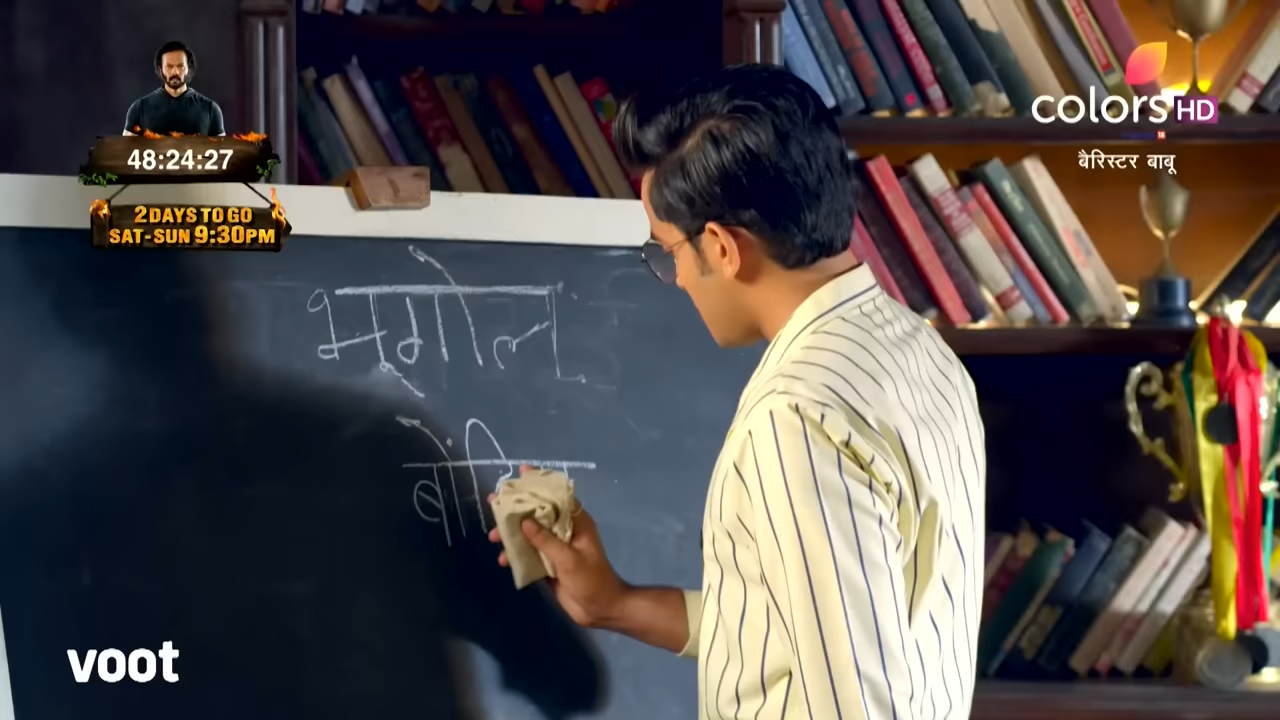 48:24:27
2 DAYS TO GO
SAT-SUN 9:30PM
colors HD
बैरिस्टर बाबू
भूगोल
voot